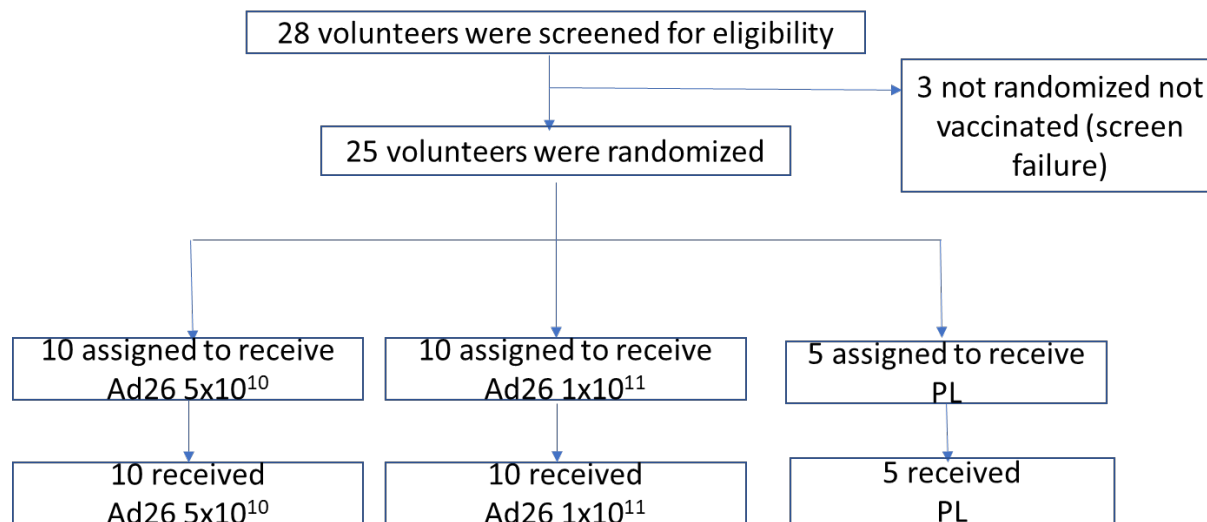 28 volunteers were screened for eligibility
3 not randomized not
vaccinated (screen
failure)
25 volunteers were randomized
10 assigned to receive
Ad26 5x10¹⁰
10 assigned to receive
Ad26 1x10¹¹
5 assigned to receive
PL
10 received
Ad26 5x10¹⁰
10 received
Ad26 1x10¹¹
5 received
PL